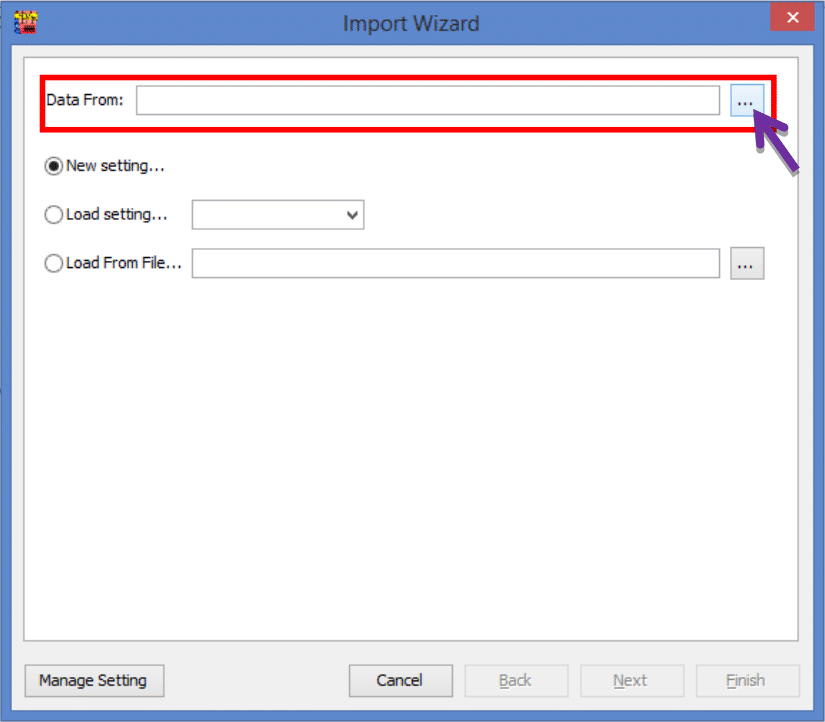 Import Wizard
Data From:
...
New setting...
Load setting...
Load From File...
...
Manage Setting
Cancel
Back
Next
Finish